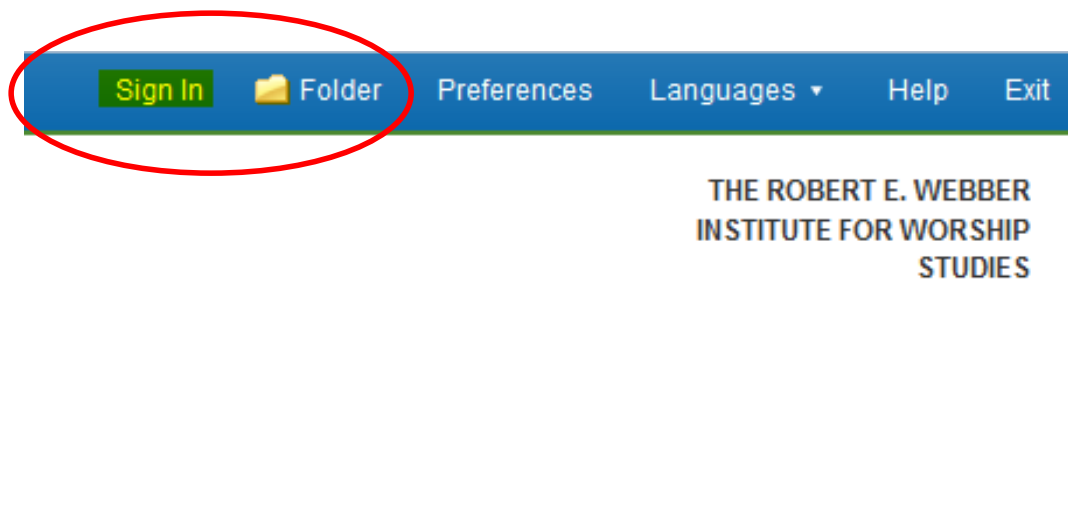 Sign In Folder Preferences Languages Help Exit
THE ROBERT E. WEBBER
INSTITUTE FOR WORSHIP
STUDIES